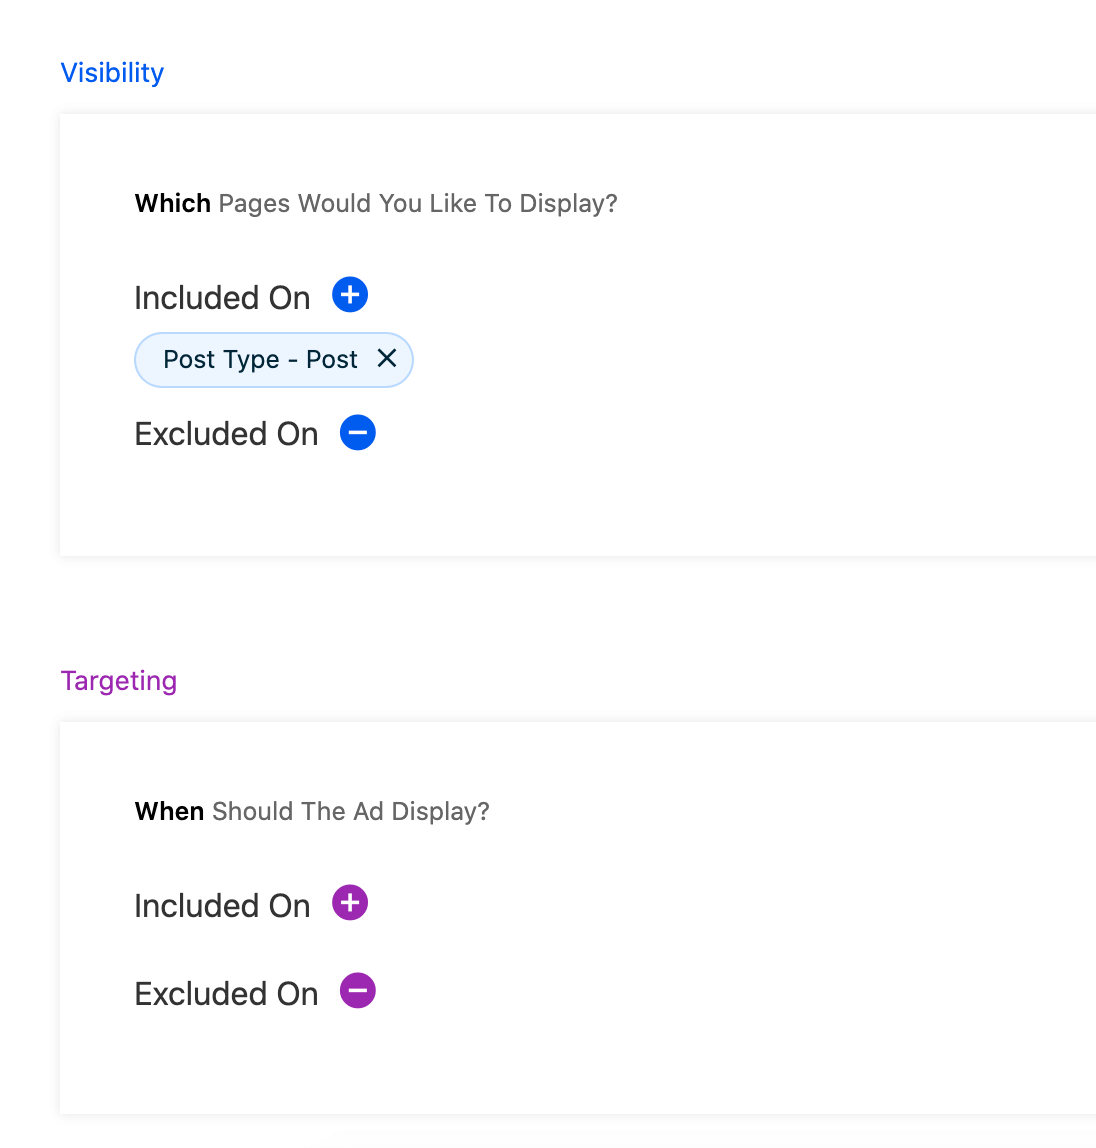 Visibility
Which Pages Would You Like To Display?
Included On
Post Type - Post
Excluded On
Targeting
When Should The Ad Display?
Included On
Excluded On